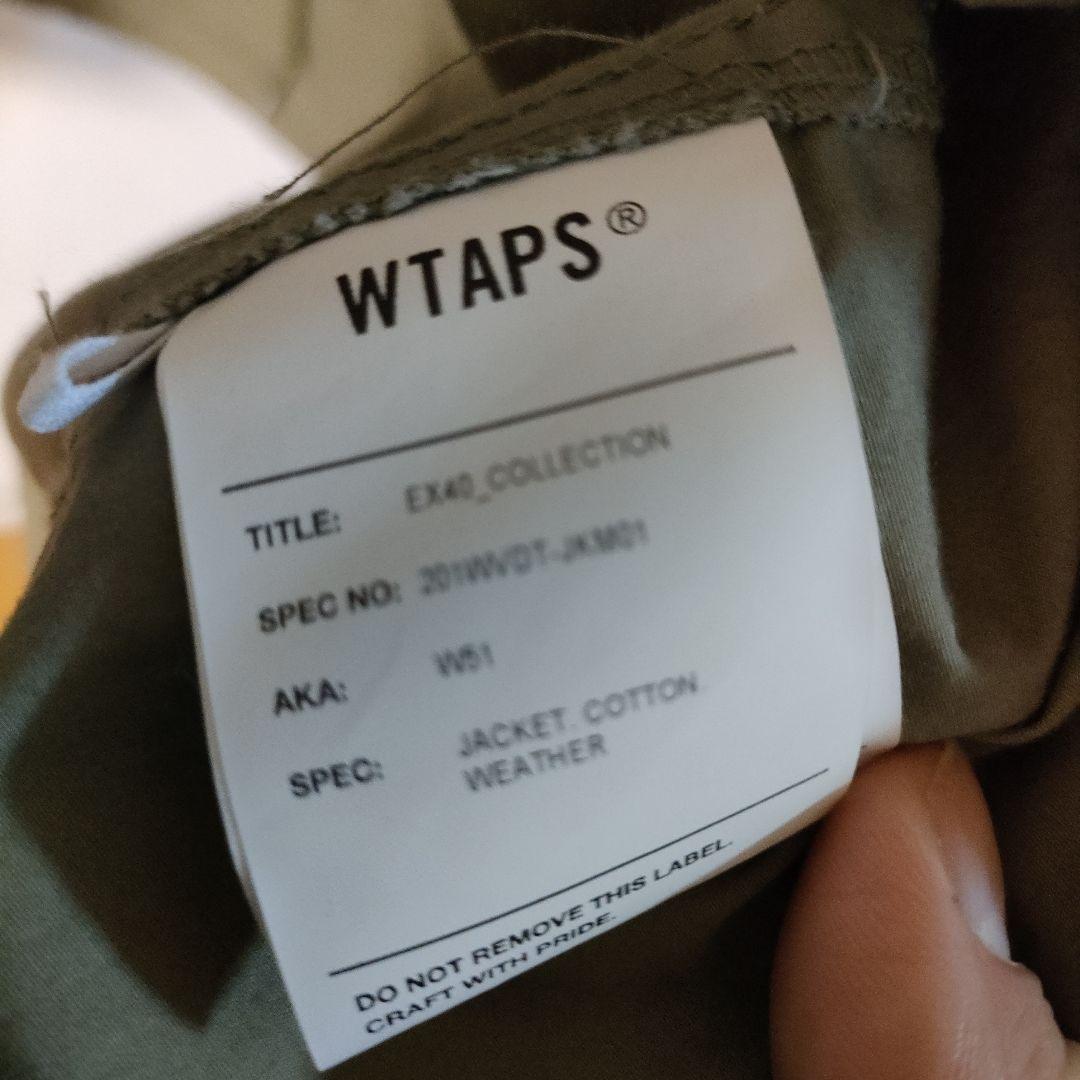 WTAPS®
TITLE: EX40_COLLECTION
SPEC NO: 201WVDT-JKM01
AKA: W51
SPEC: JACKET. COTTON.
WEATHER
DO NOT REMOVE THIS LABEL.
CRAFT WITH PRIDE.